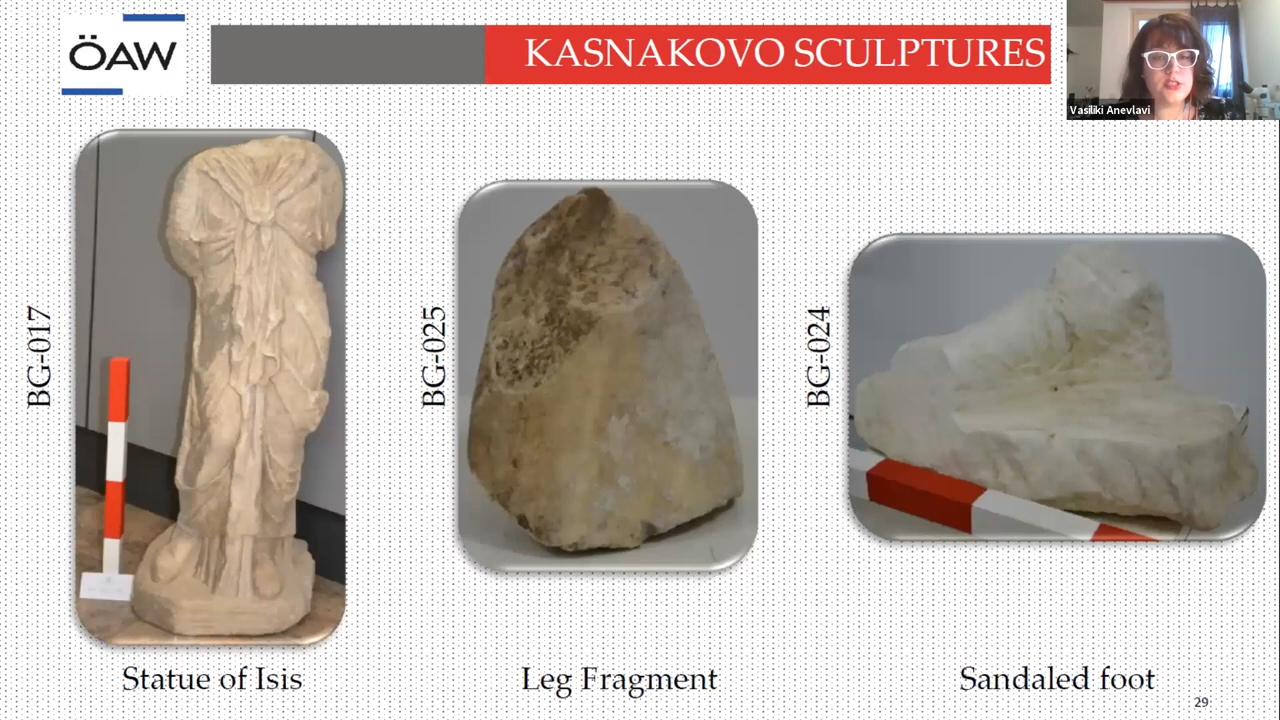 ÖAW
KASNAKOVO SCULPTURES
Vasiliki Anevlavi
BG-017
BG-025
BG-024
Statue of Isis
Leg Fragment
Sandaled foot
29